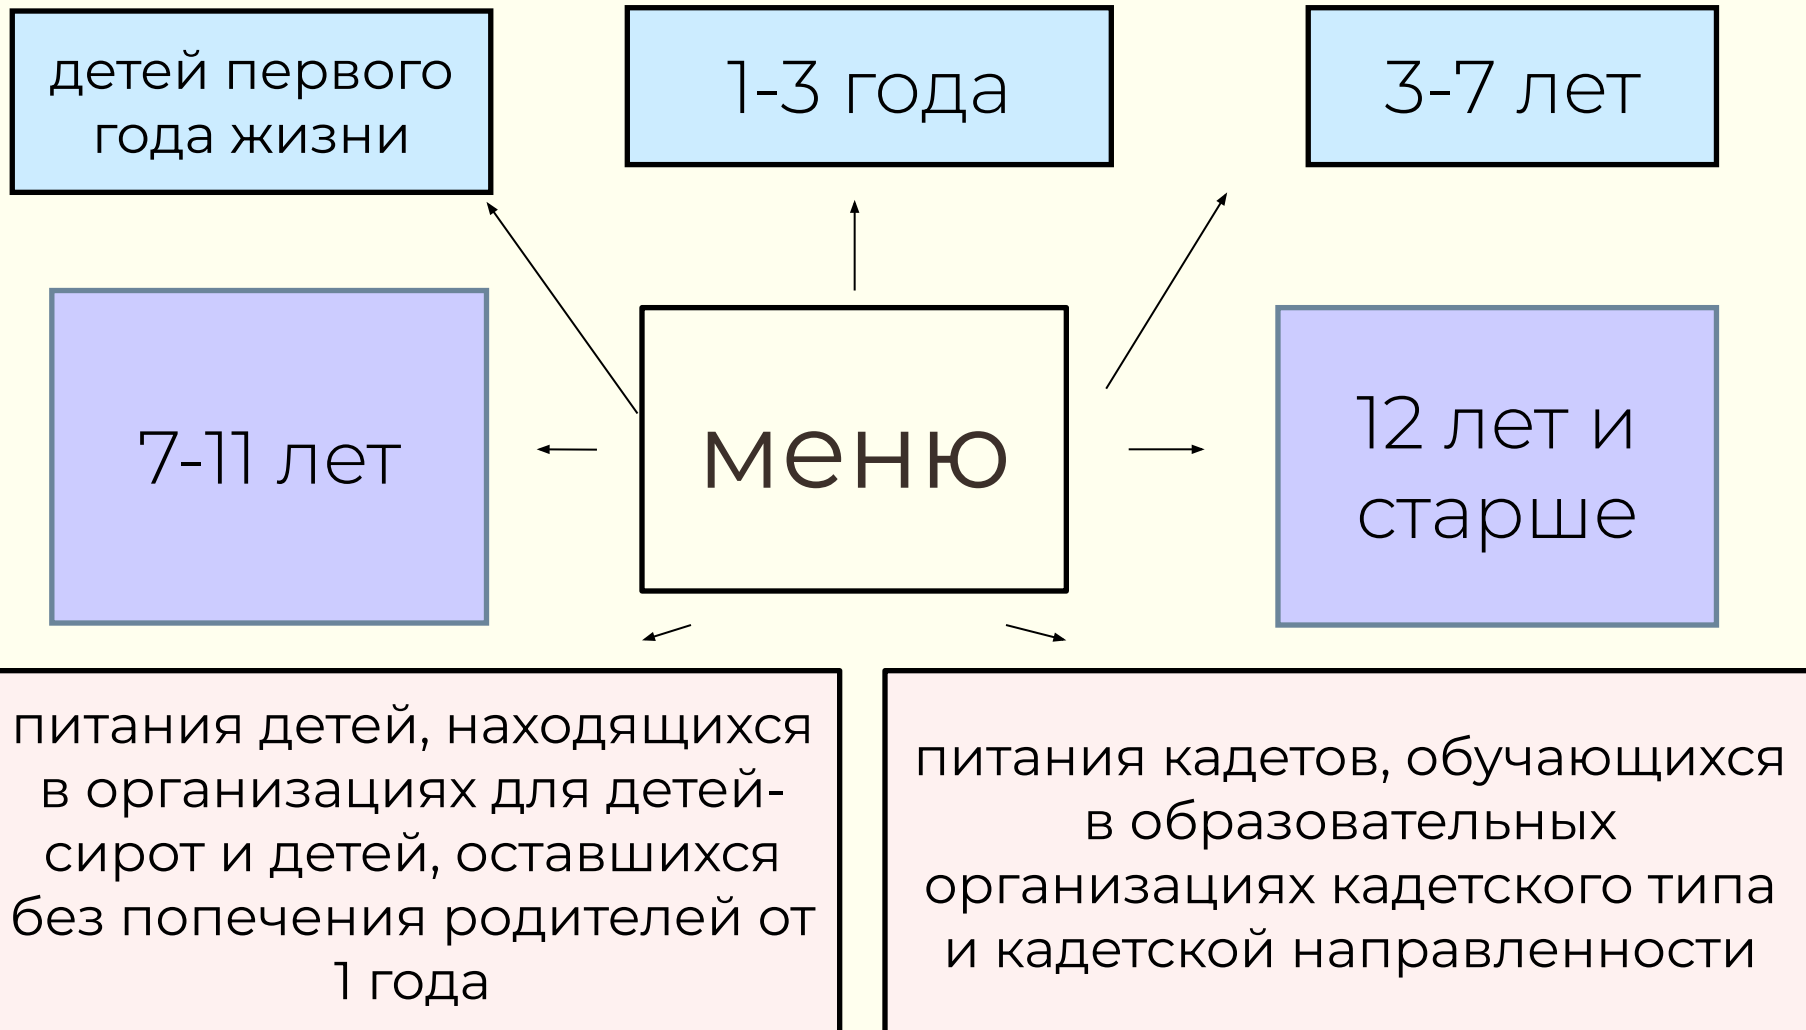 детей первого
года жизни
1-3 года
3-7 лет
7-11 лет
меню
12 лет и
старше
питания детей, находящихся
в организациях для детей-
сирот и детей, оставшихся
без попечения родителей от
1 года
питания кадетов, обучающихся
в образовательных
организациях кадетского типа
и кадетской направленности